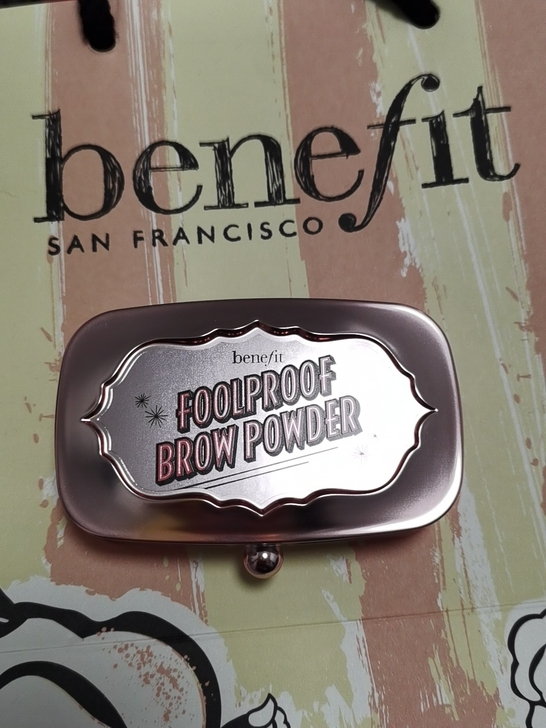 benefit
SAN FRANCISCO
benefit
FOOLPROOF
BROW POWDER